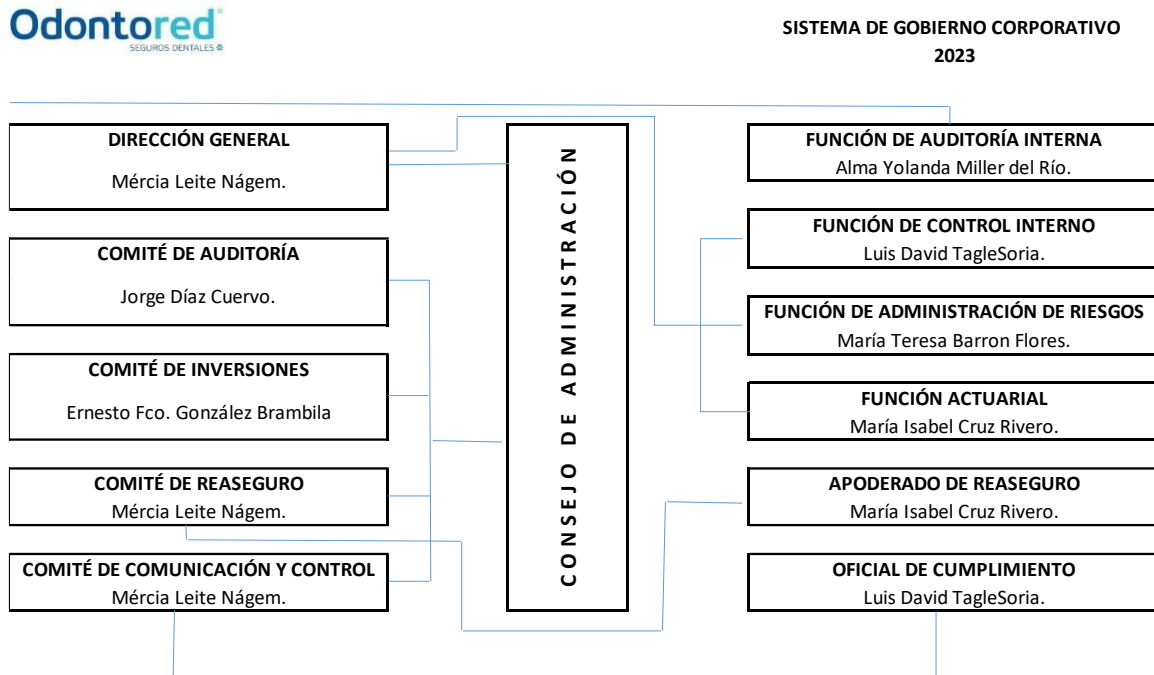 Odontored
SEGUROS DENTALES
SISTEMA DE GOBIERNO CORPORATIVO
2023
DIRECCIÓN GENERAL
Mércia Leite Nágem.
COMITÉ DE AUDITORÍA
Jorge Díaz Cuervo.
COMITÉ DE INVERSIONES
Ernesto Fco. González Brambila
COMITÉ DE REASEGURO
Mércia Leite Nágem.
COMITÉ DE COMUNICACIÓN Y CONTROL
Mércia Leite Nágem.
CONSEJO DE ADMINISTRACIÓN
FUNCIÓN DE AUDITORÍA INTERNA
Alma Yolanda Miller del Río.
FUNCIÓN DE CONTROL INTERNO
Luis David TagleSoria.
FUNCIÓN DE ADMINISTRACIÓN DE RIESGOS
María Teresa Barron Flores.
FUNCIÓN ACTUARIAL
María Isabel Cruz Rivero.
APODERADO DE REASEGURO
María Isabel Cruz Rivero.
OFICIAL DE CUMPLIMIENTO
Luis David TagleSoria.